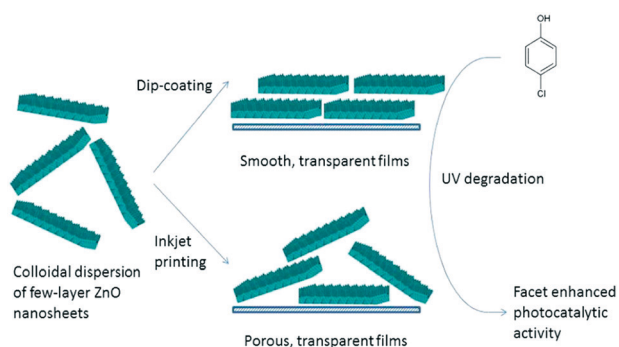 Dip-coating
Smooth, transparent films
OH
Cl
UV degradation
Colloidal dispersion
of few-layer ZnO
nanosheets
Inkjet
printing
Porous, transparent films
Facet enhanced
photocatalytic
activity